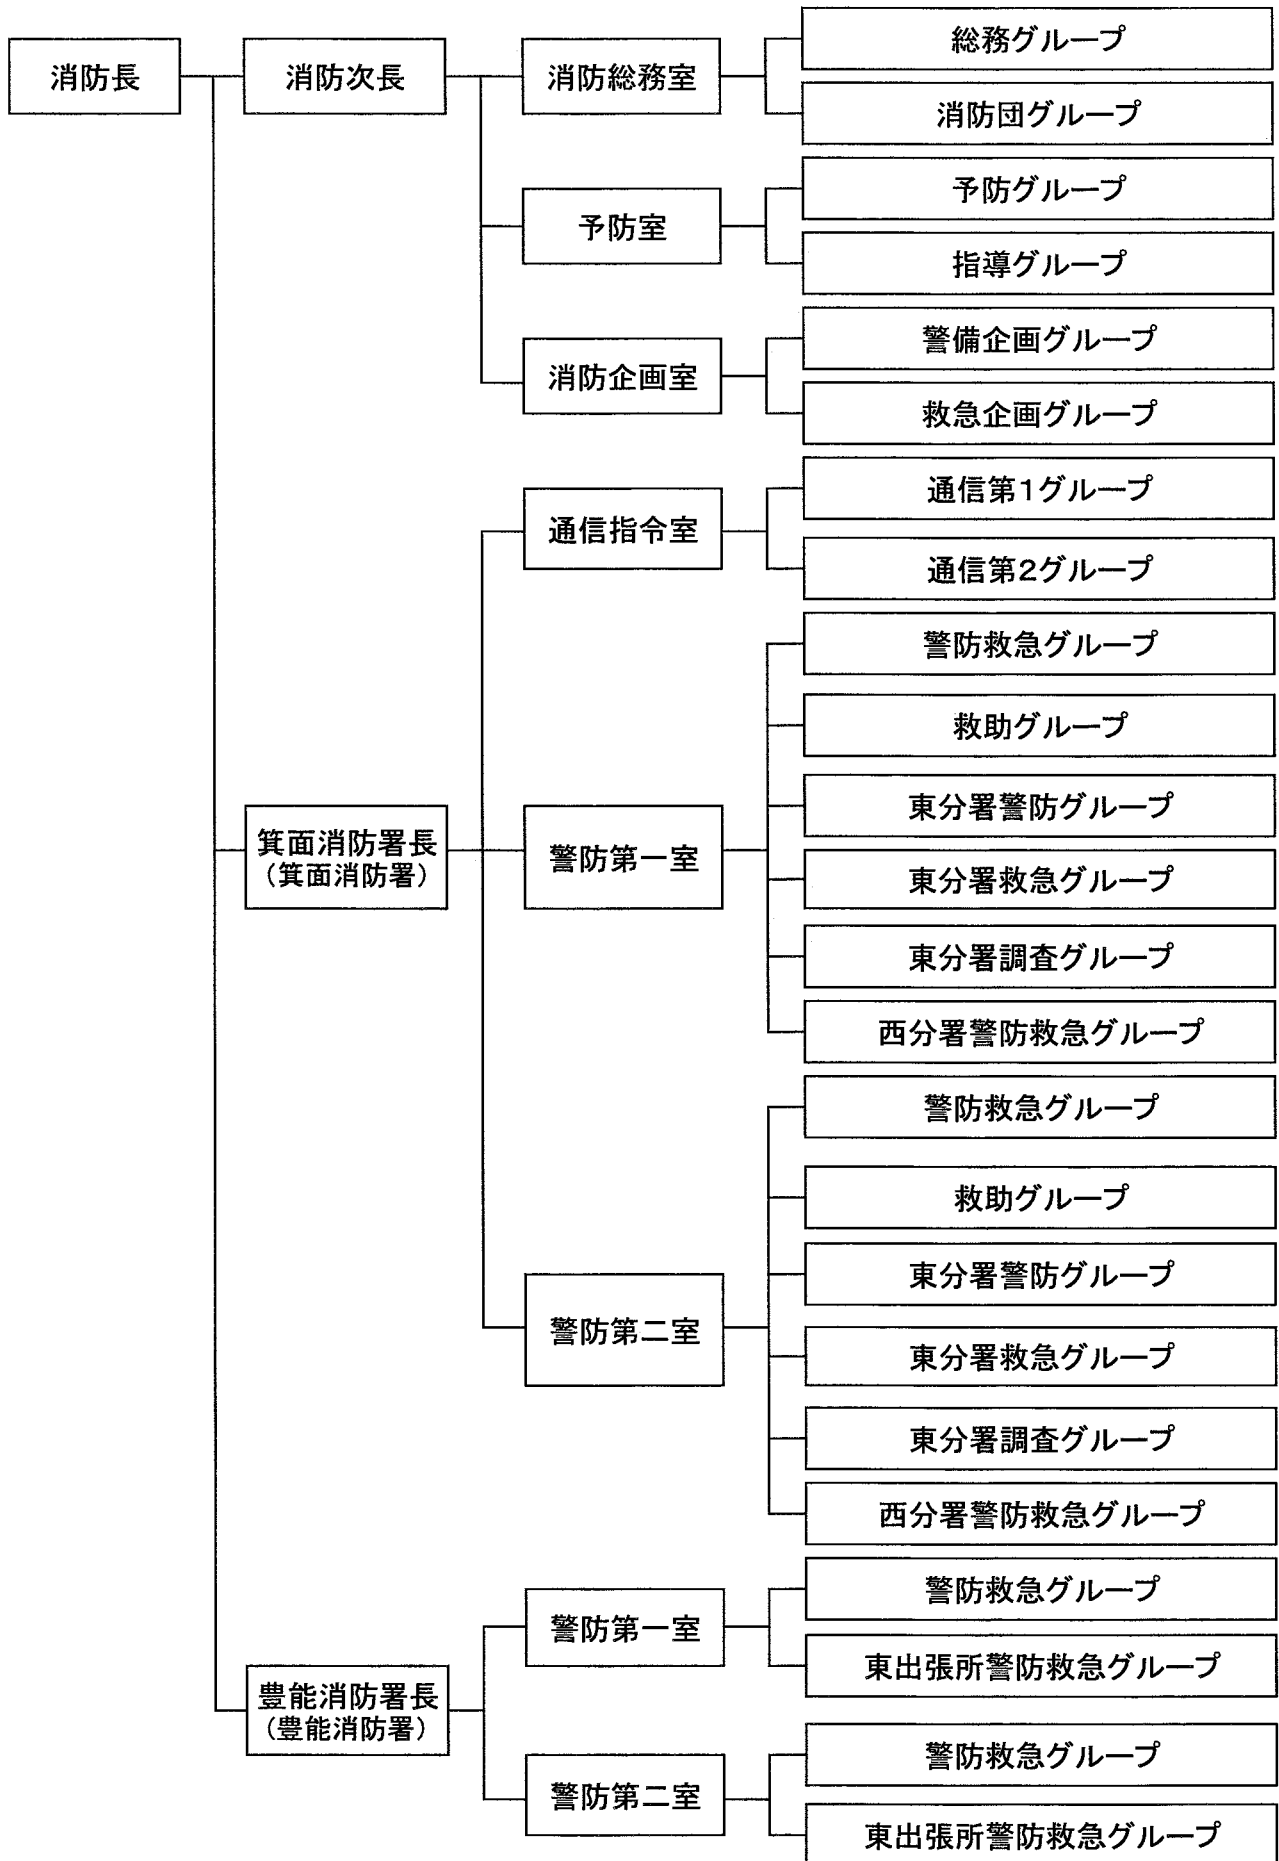 消防長
消防次長
消防総務室
総務グループ
消防団グループ
予防室
予防グループ
指導グループ
消防企画室
警備企画グループ
救急企画グループ
箕面消防署長
(箕面消防署)
通信指令室
通信第1グループ
通信第2グループ
警防第一室
警防救急グループ
救助グループ
東分署警防グループ
東分署救急グループ
東分署調査グループ
西分署警防救急グループ
警防第二室
警防救急グループ
救助グループ
東分署警防グループ
東分署救急グループ
東分署調査グループ
西分署警防救急グループ
豊能消防署長
(豊能消防署)
警防第一室
警防救急グループ
東出張所警防救急グループ
警防第二室
警防救急グループ
東出張所警防救急グループ